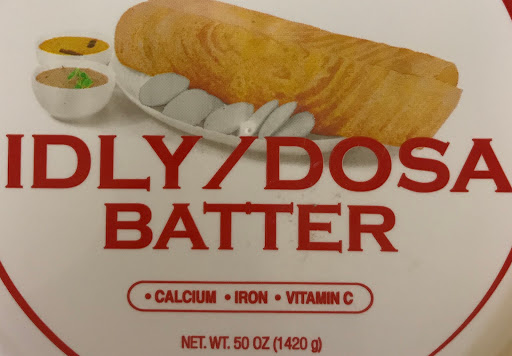 IDLY/DOSA
BATTER
• CALCIUM • IRON • VITAMIN C
NET. WT. 50 OZ (1420 g)